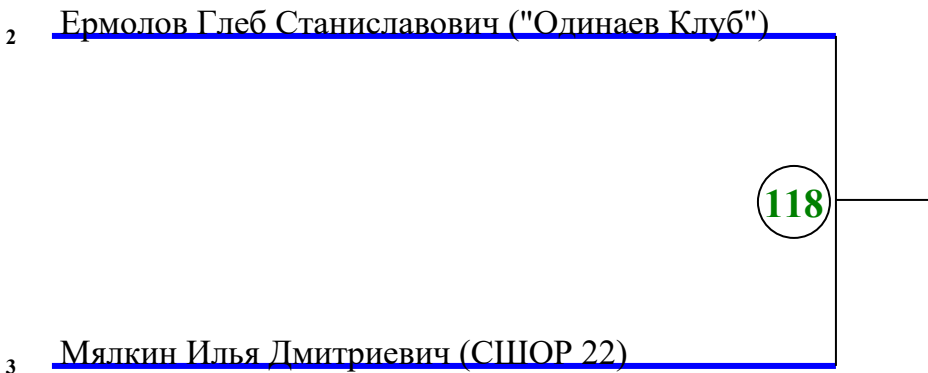 2 Ермолов Глеб Станиславович ("Одинаев Клуб")
118
3 Мялкин Илья Дмитриевич (СШОР 22)